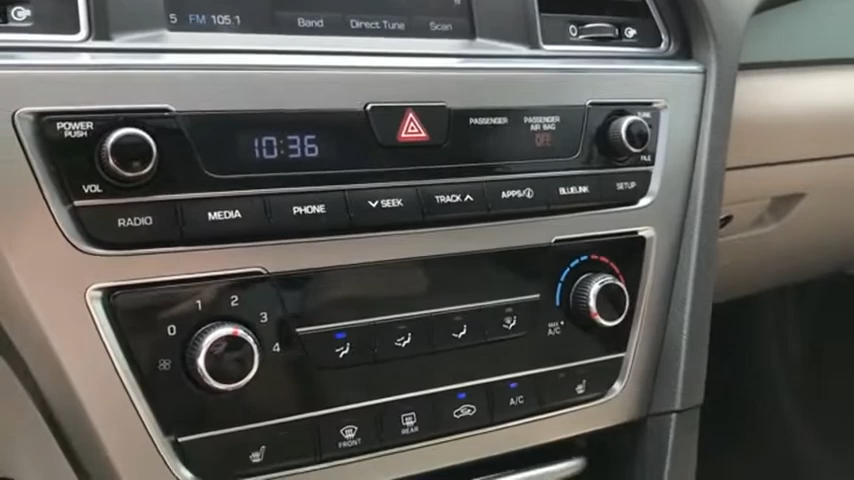 5 FM 105.1 Band Direct Tune Scan
POWER
PUSH
10:36
PASSENGER
PASSENGER
AIR BAG
OFF
TUNE
VOL
FILE
RADIO MEDIA PHONE SEEK TRACK APPS/ BLUELINK SETUP
0 1 2 3 4
MAX
A/C
FRONT
REAR
A/C